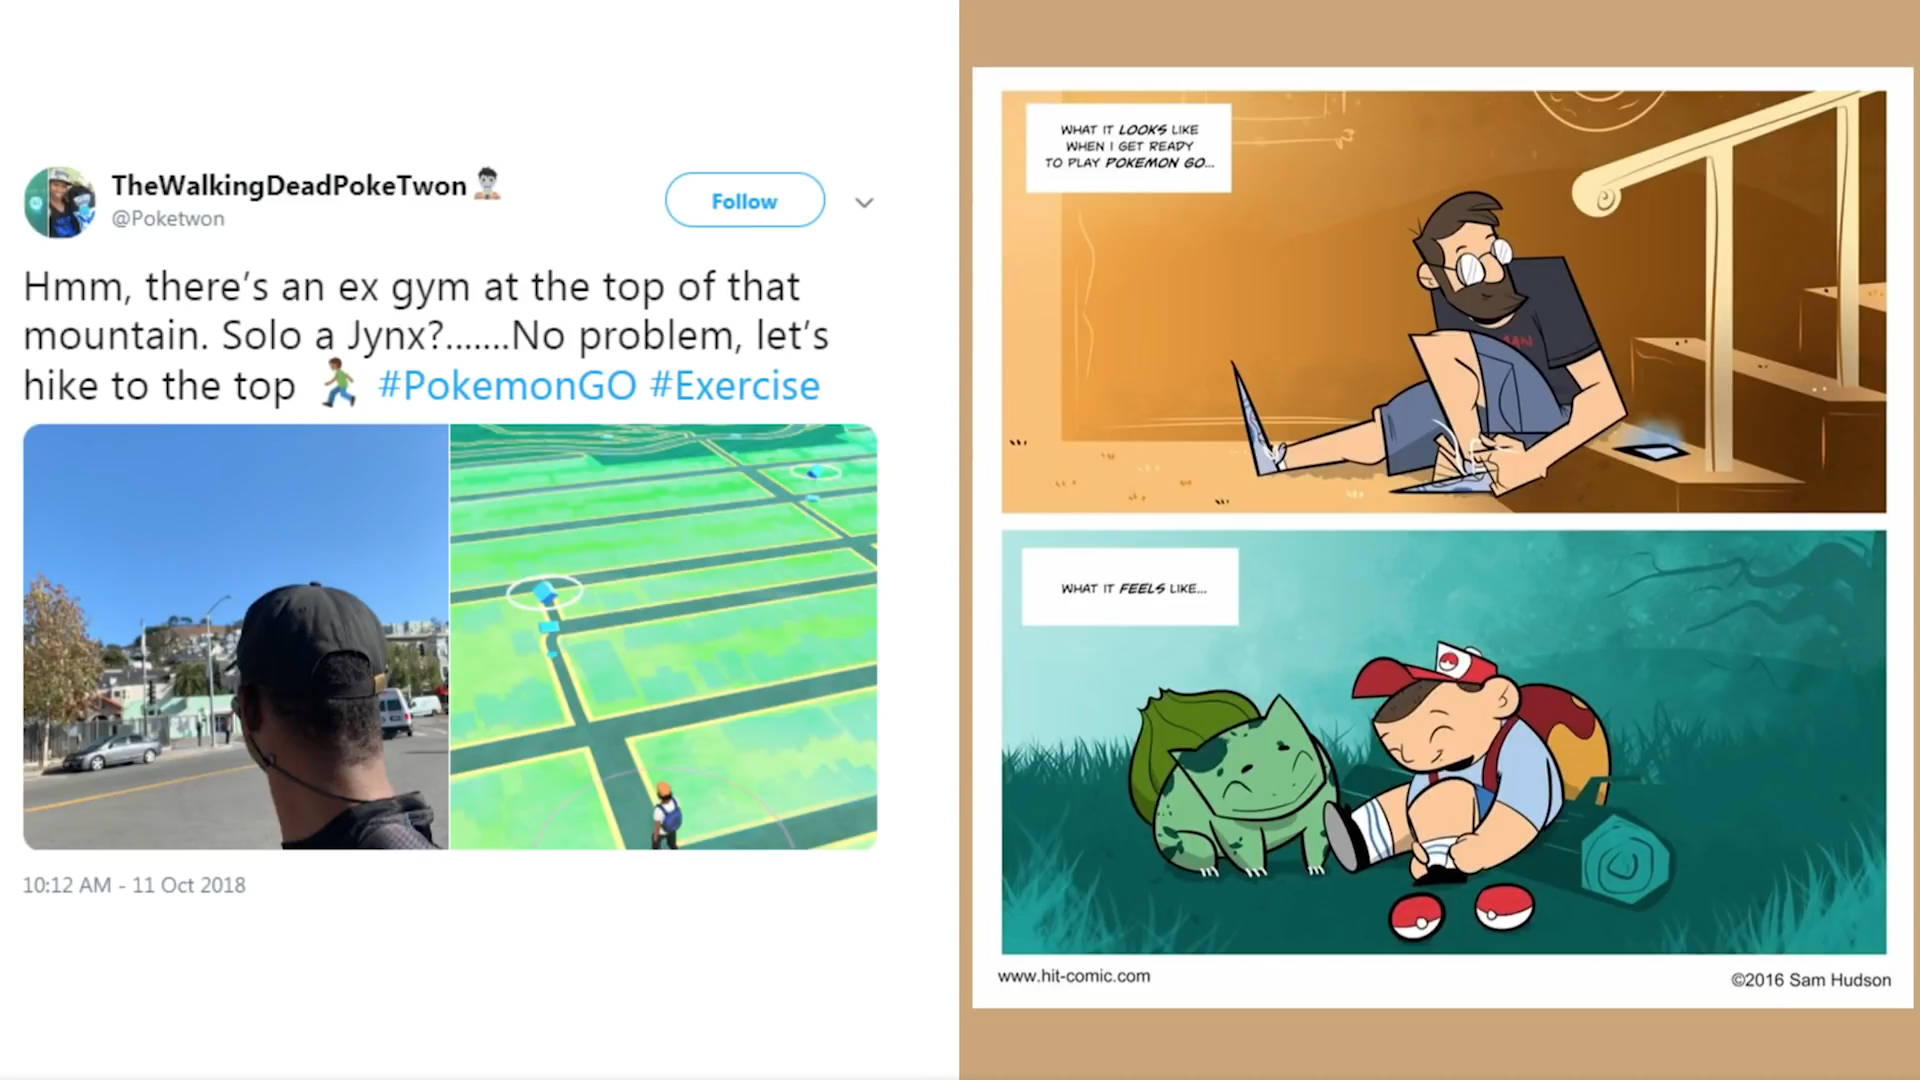 TheWalkingDeadPokeTwon
@Poketwon
Follow
Hmm, there’s an ex gym at the top of that
mountain. Solo a Jynx?.......No problem, let’s
hike to the top #PokemonGO #Exercise
10:12 AM - 11 Oct 2018
WHAT IT LOOKS LIKE
WHEN I GET READY
TO PLAY POKEMON GO...
WHAT IT FEELS LIKE...
www.hit-comic.com
©2016 Sam Hudson